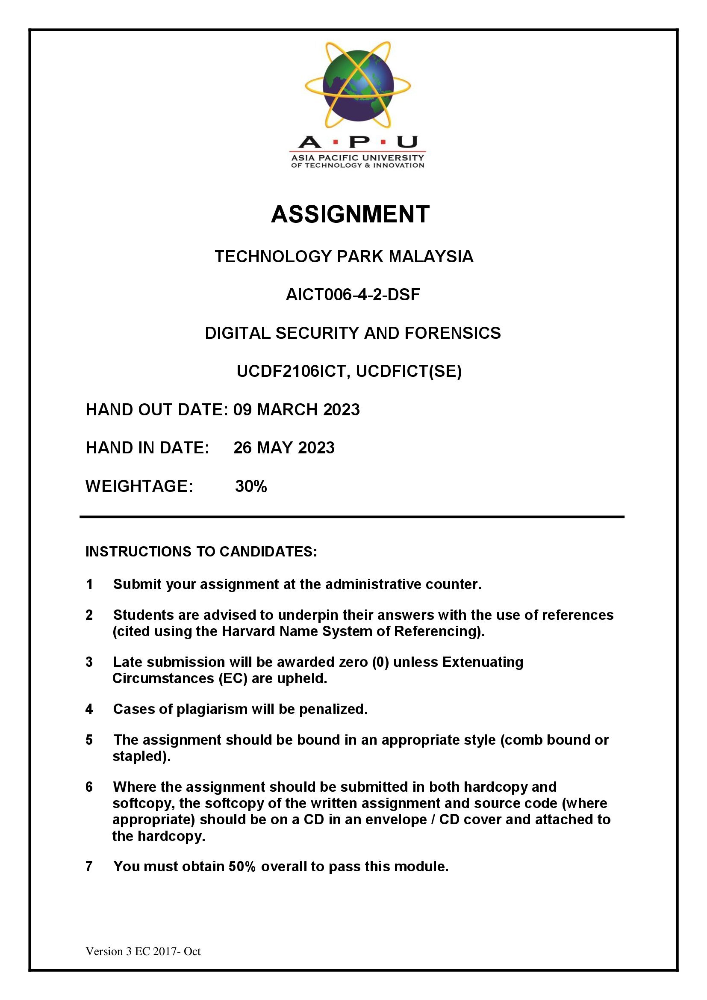 A · P · U
ASIA PACIFIC UNIVERSITY
OF TECHNOLOGY & INNOVATION
ASSIGNMENT
TECHNOLOGY PARK MALAYSIA
AICT006-4-2-DSF
DIGITAL SECURITY AND FORENSICS
UCDF2106ICT, UCDFICT(SE)
HAND OUT DATE: 09 MARCH 2023
HAND IN DATE: 26 MAY 2023
WEIGHTAGE: 30%
INSTRUCTIONS TO CANDIDATES:
1 Submit your assignment at the administrative counter.
2 Students are advised to underpin their answers with the use of references
(cited using the Harvard Name System of Referencing).
3 Late submission will be awarded zero (0) unless Extenuating
Circumstances (EC) are upheld.
4 Cases of plagiarism will be penalized.
5 The assignment should be bound in an appropriate style (comb bound or
stapled).
6 Where the assignment should be submitted in both hardcopy and
softcopy, the softcopy of the written assignment and source code (where
appropriate) should be on a CD in an envelope / CD cover and attached to
the hardcopy.
7 You must obtain 50% overall to pass this module.
Version 3 EC 2017- Oct